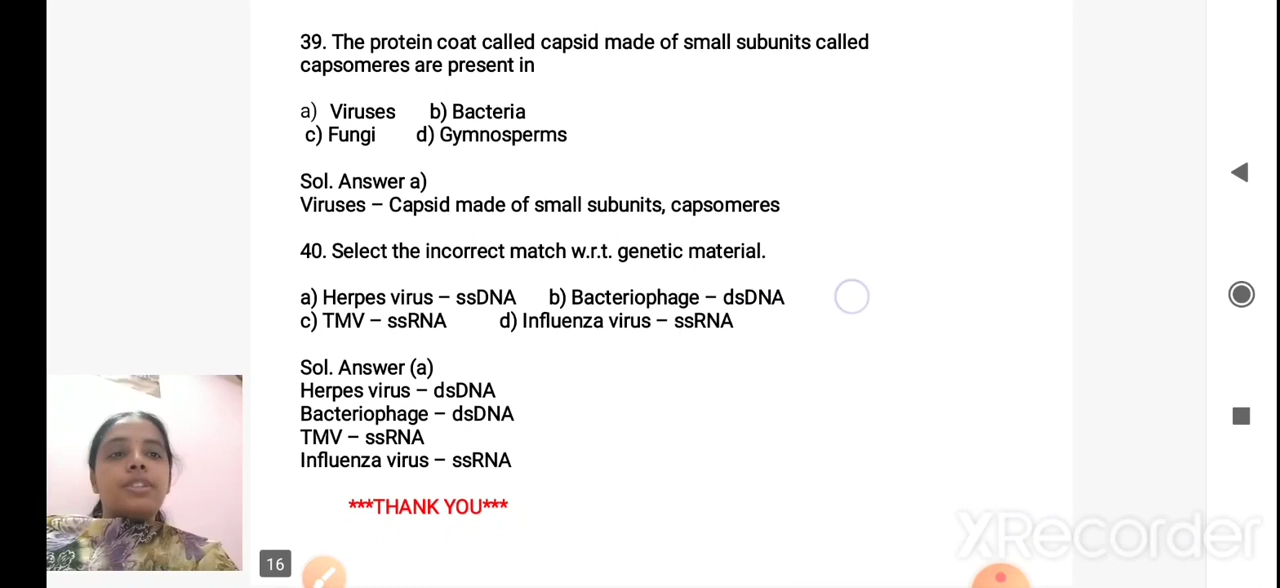 39. The protein coat called capsid made of small subunits called
capsomeres are present in
a) Viruses b) Bacteria
c) Fungi d) Gymnosperms
Sol. Answer a)
Viruses – Capsid made of small subunits, capsomeres
40. Select the incorrect match w.r.t. genetic material.
a) Herpes virus – ssDNA b) Bacteriophage – dsDNA
c) TMV – ssRNA d) Influenza virus – ssRNA
Sol. Answer (a)
Herpes virus – dsDNA
Bacteriophage – dsDNA
TMV – ssRNA
Influenza virus – ssRNA
***THANK YOU***
16
XRecorder